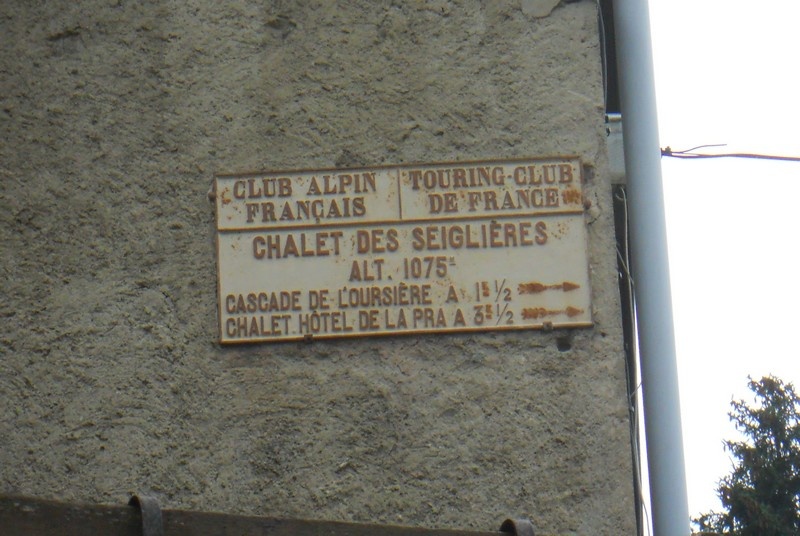 CLUB ALPIN
FRANÇAIS
TOURING-CLUB
DE FRANCE
CHALET DES SEIGLIÈRES
ALT. 1075M
CASCADE DE L'OURSIÈRE A 1H 1/2
CHALET HÔTEL DE LA PRA A 3H 1/2